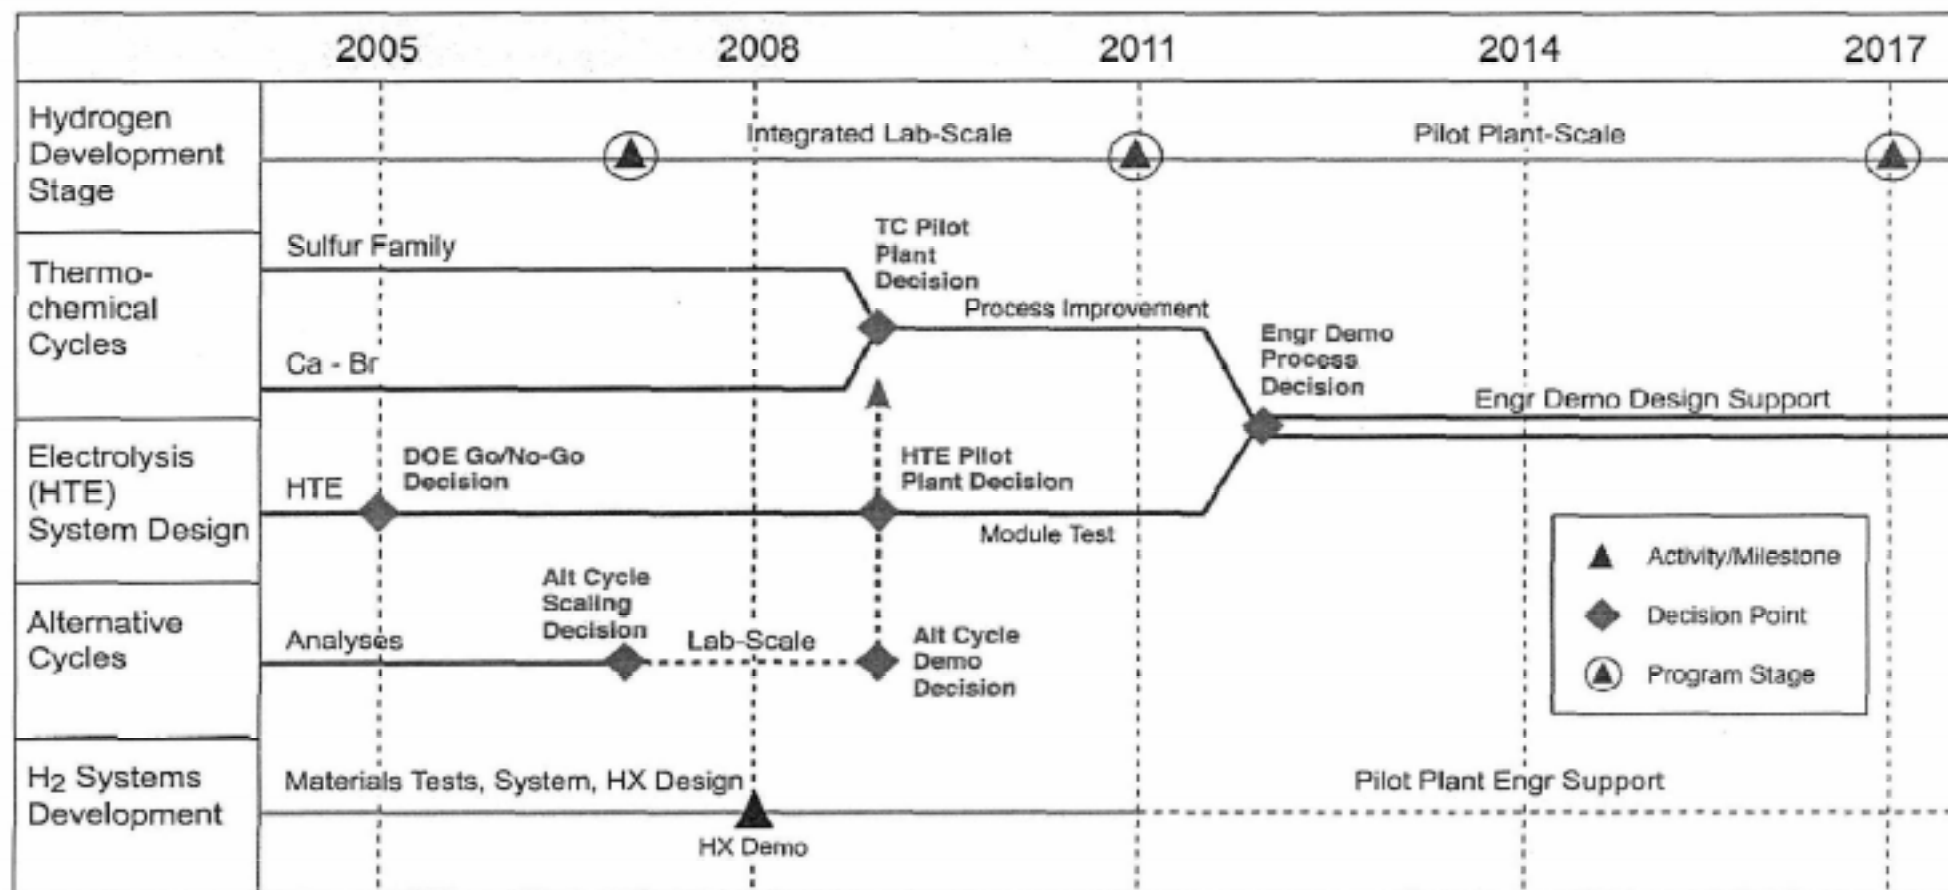 2005 2008 2011 2014 2017
Hydrogen
Development
Stage
Integrated Lab-Scale
Pilot Plant-Scale
Thermo-
chemical
Cycles
Sulfur Family
Ca - Br
TC Pilot
Plant
Decision
Process Improvement
Engr Demo
Process
Decision
Engr Demo Design Support
Electrolysis
(HTE)
System Design
HTE
DOE Go/No-Go
Decision
HTE Pilot
Plant Decision
Module Test
Alternative
Cycles
Analyses
Alt Cycle
Scaling
Decision
Lab-Scale
Alt Cycle
Demo
Decision
Activity/Milestone
Decision Point
Program Stage
H2 Systems
Development
Materials Tests, System, HX Design
HX Demo
Pilot Plant Engr Support